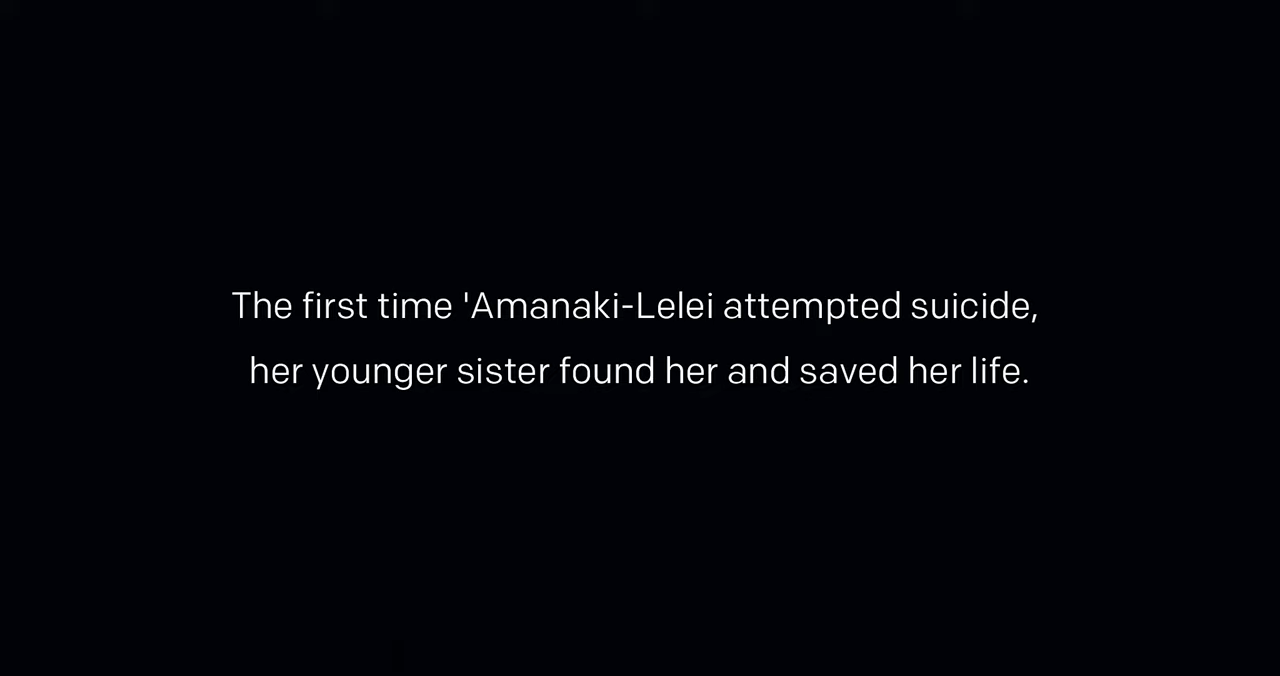 The first time 'Amanaki-Lelei attempted suicide,
her younger sister found her and saved her life.